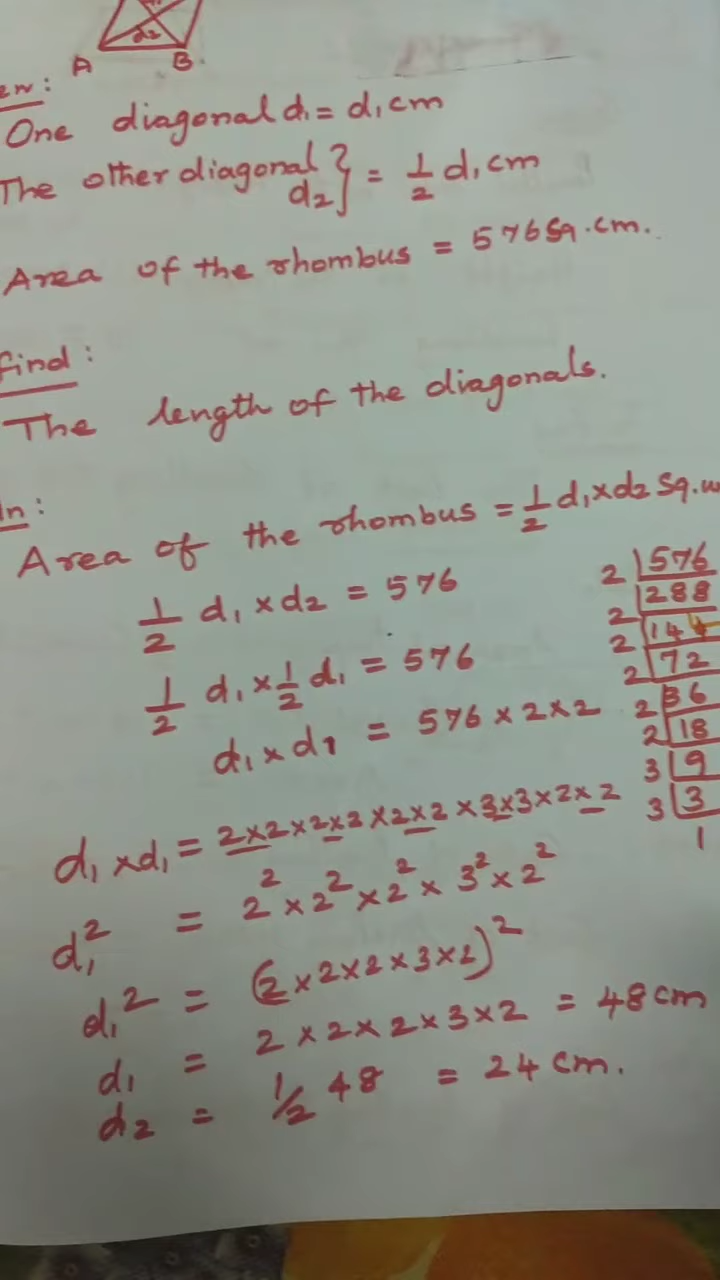 d2
A B
en:
One diagonal d1 = d1 cm
The other diagonal d2} = 1/2 d1 cm
Area of the rhombus = 576 Sq.cm.
find:
The length of the diagonals.
ln:
Area of the rhombus = 1/2 d1 × d2 Sq.u
1/2 d1 × d2 = 576
1/2 d1 × 1/2 d1 = 576
d1 × d1 = 576 × 2 × 2
d1 × d1 = 2×2×2×2×2×2×3×3×2×2
d1² = 2² × 2² × 2² × 3² × 2²
d1² = (2×2×2×3×2)²
d1 = 2×2×2×3×2 = 48 cm
d2 = 1/2 48 = 24 cm.
2 | 576
2 | 288
2 | 144
2 | 72
2 | 36
2 | 18
3 | 9
3 | 3
1